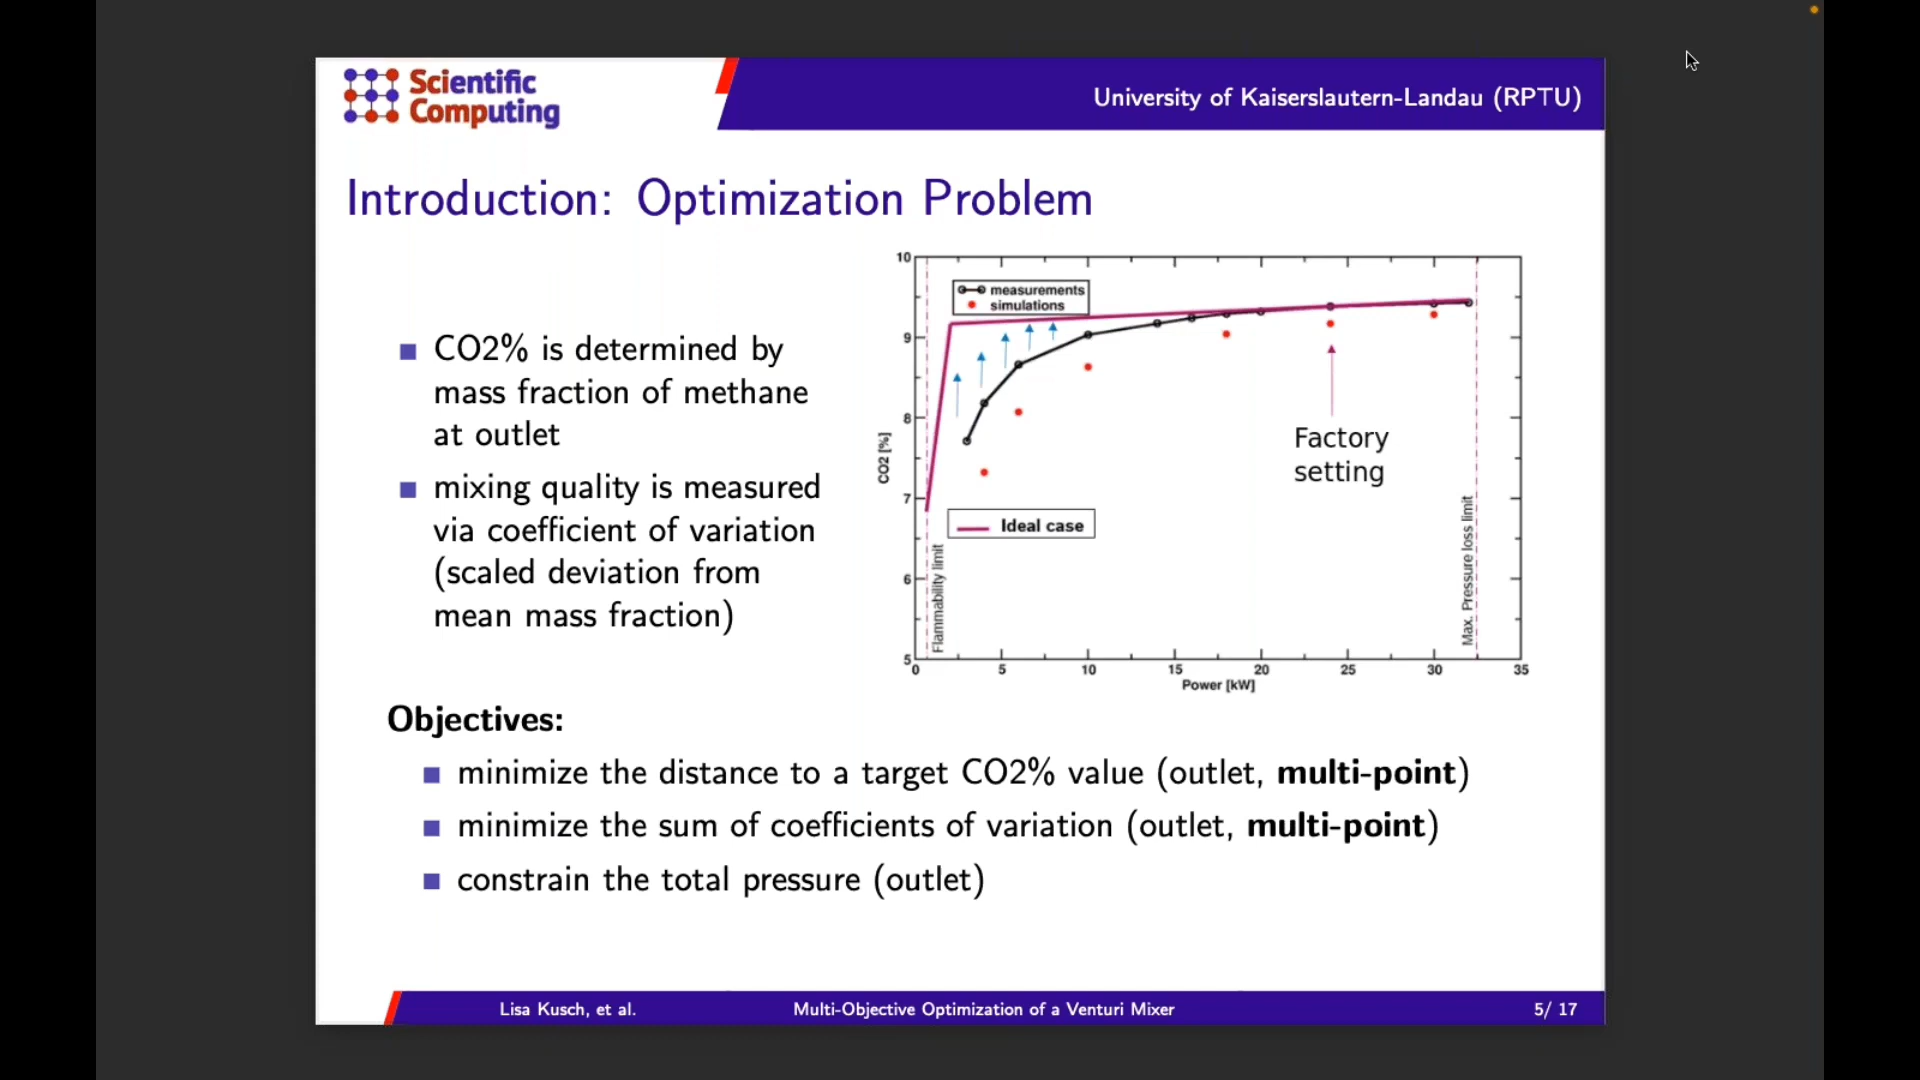 Scientific
Computing
University of Kaiserslautern-Landau (RPTU)
Introduction: Optimization Problem
CO2% is determined by
mass fraction of methane
at outlet
mixing quality is measured
via coefficient of variation
(scaled deviation from
mean mass fraction)
10
9
8
7
6
5
CO2 [%]
measurements
simulations
Factory
setting
Ideal case
Flammability limit
Max. Pressure loss limit
0 5 10 15 20 25 30 35
Power [kW]
Objectives:
minimize the distance to a target CO2% value (outlet, multi-point)
minimize the sum of coefficients of variation (outlet, multi-point)
constrain the total pressure (outlet)
Lisa Kusch, et al. Multi-Objective Optimization of a Venturi Mixer 5/ 17